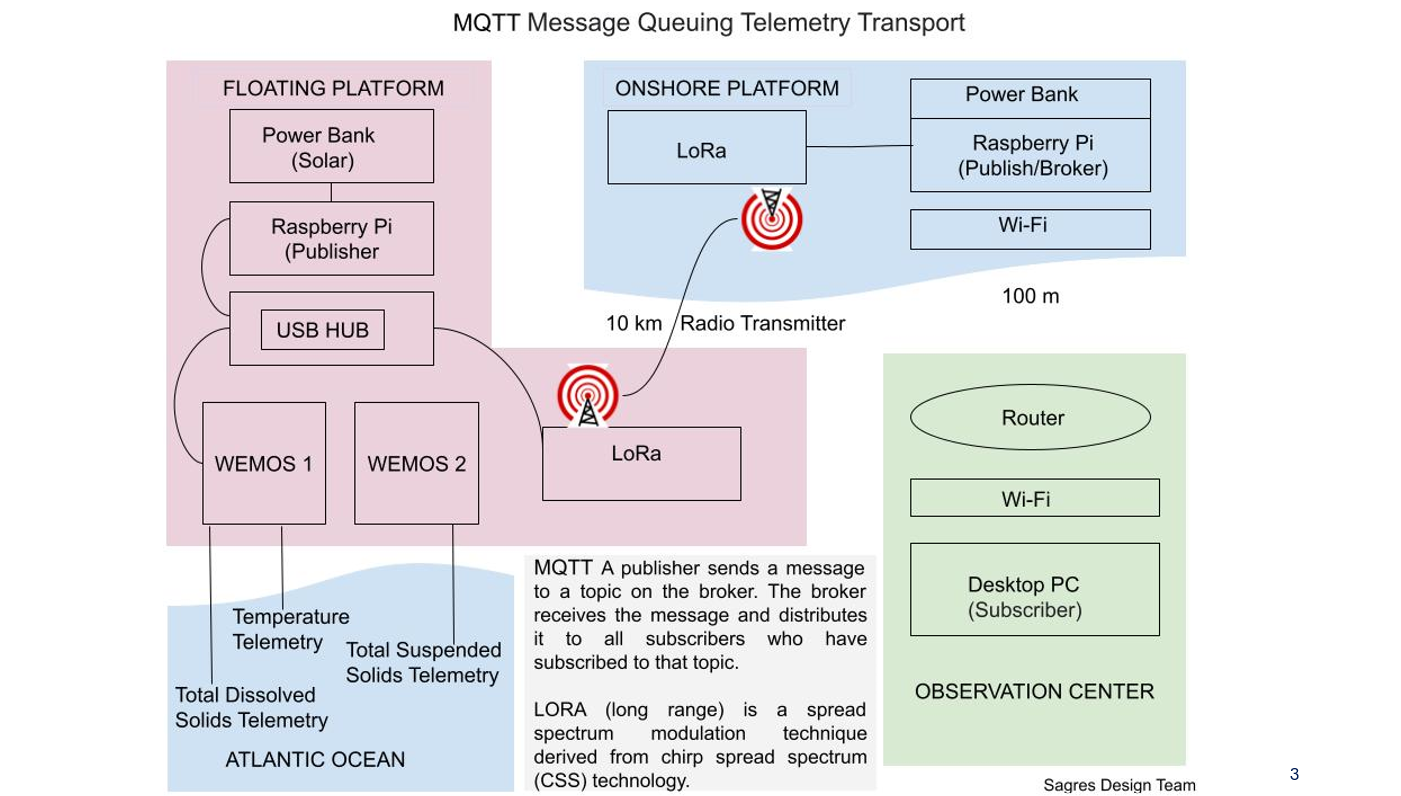 MQTT Message Queuing Telemetry Transport
FLOATING PLATFORM
Power Bank
(Solar)
Raspberry Pi
(Publisher
USB HUB
WEMOS 1
WEMOS 2
LoRa
ONSHORE PLATFORM
LoRa
Power Bank
Raspberry Pi
(Publish/Broker)
Wi-Fi
100 m
10 km
Radio Transmitter
Router
Wi-Fi
Desktop PC
(Subscriber)
OBSERVATION CENTER
Temperature
Telemetry
Total Suspended
Solids Telemetry
Total Dissolved
Solids Telemetry
ATLANTIC OCEAN
MQTT A publisher sends a message
to a topic on the broker. The broker
receives the message and distributes
it to all subscribers who have
subscribed to that topic.
LORA (long range) is a spread
spectrum modulation technique
derived from chirp spread spectrum
(CSS) technology.
Sagres Design Team
3